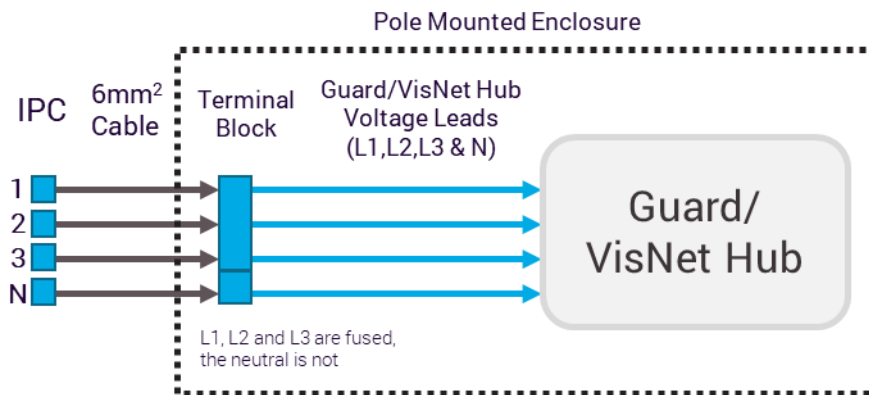 Pole Mounted Enclosure
IPC
6mm²
Cable
Terminal
Block
Guard/VisNet Hub
Voltage Leads
(L1,L2,L3 & N)
1
2
3
N
Guard/
VisNet Hub
L1, L2 and L3 are fused,
the neutral is not